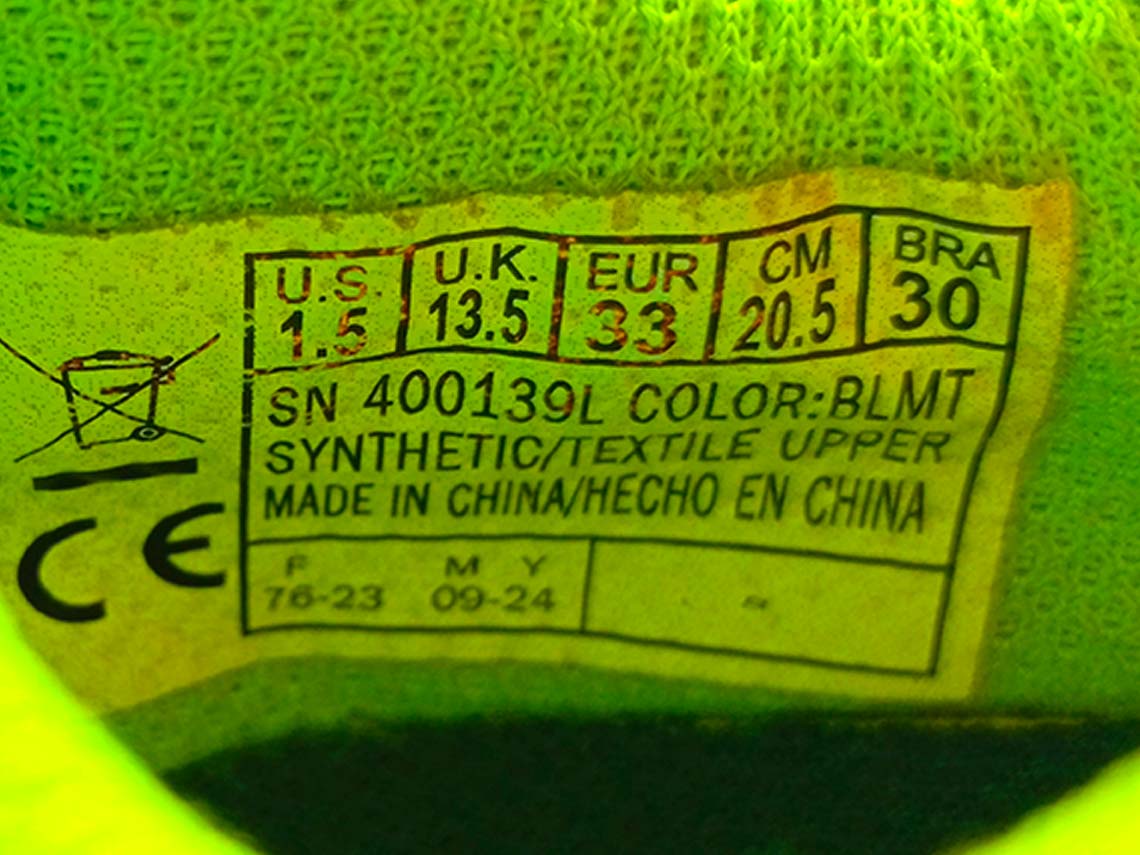 U.S. U.K. EUR CM BRA
1.5 13.5 33 20.5 30
SN 400139L COLOR:BLMT
SYNTHETIC/TEXTILE UPPER
MADE IN CHINA/HECHO EN CHINA
F M Y
76-23 09-24
CE